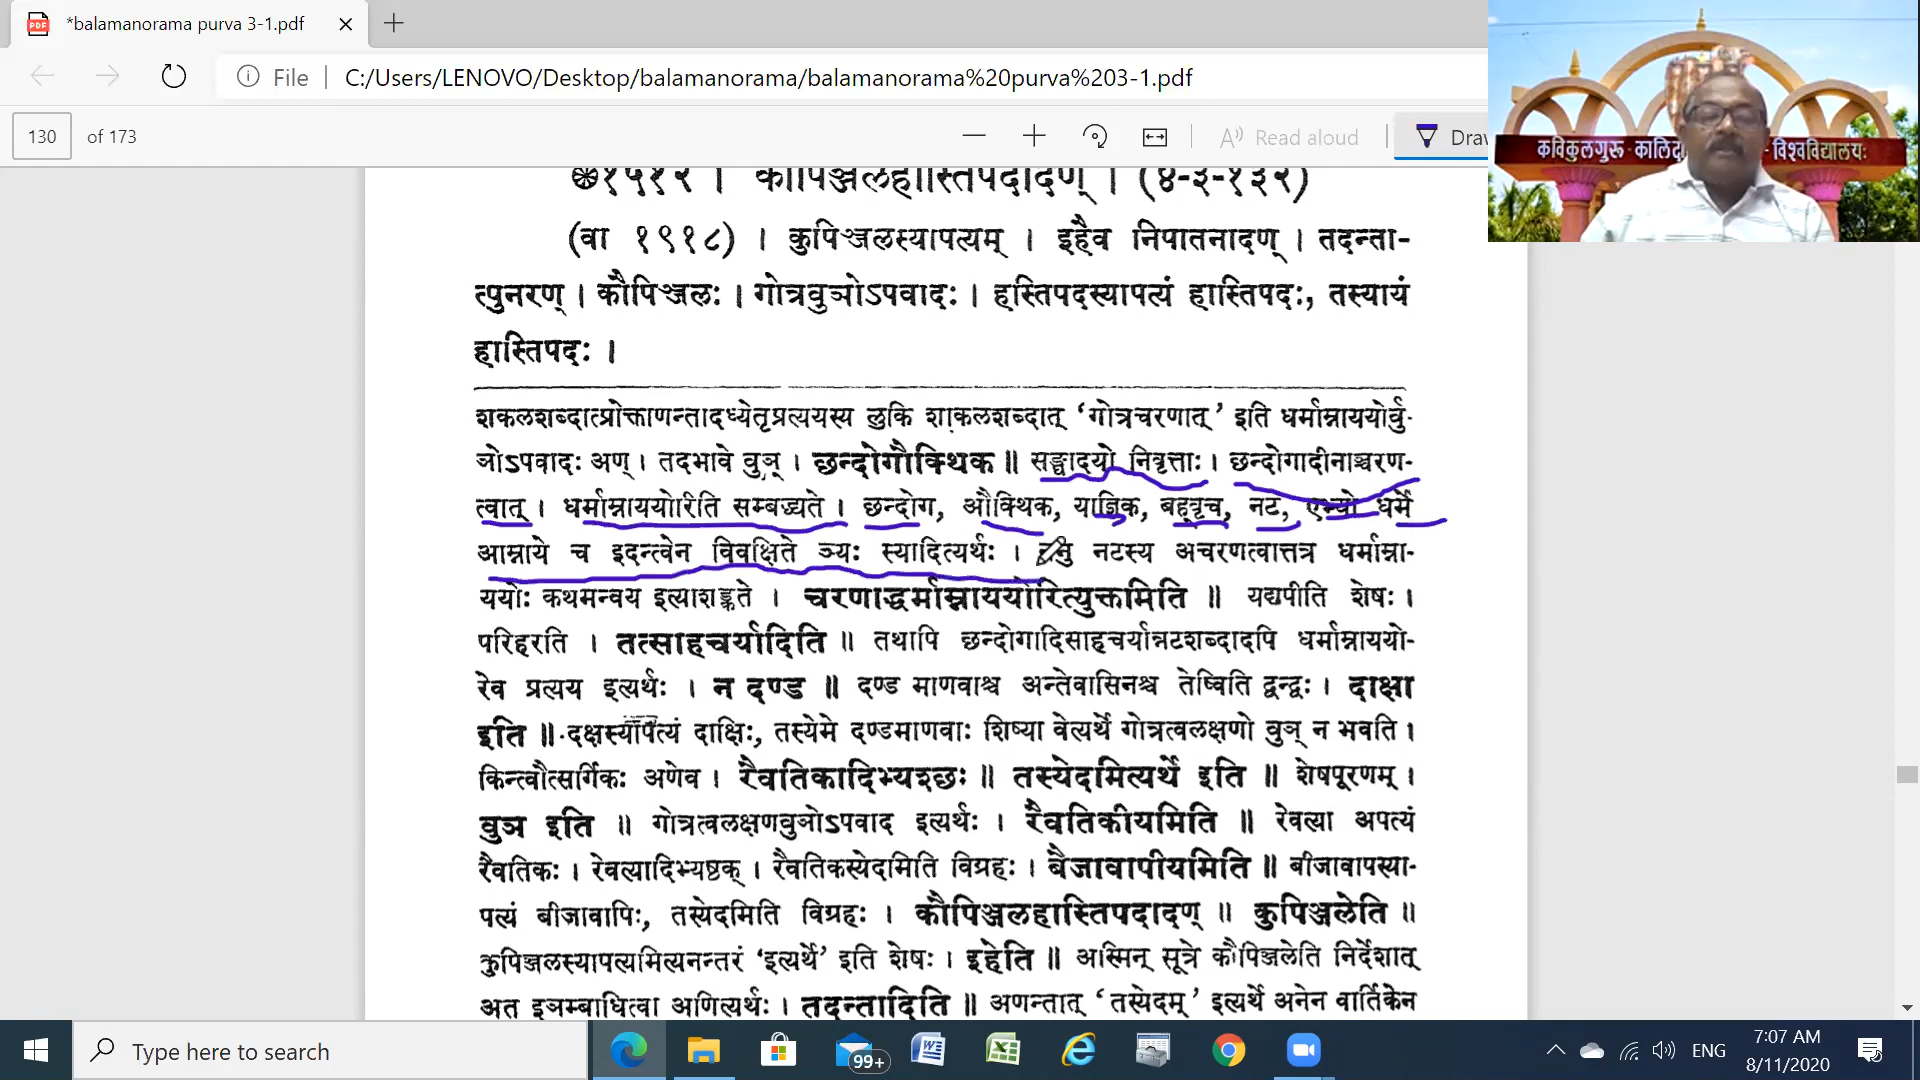 *balamanorama purva 3-1.pdf
File | C:/Users/LENOVO/Desktop/balamanorama/balamanorama%20purva%203-1.pdf
130 of 173
Read aloud
Draw
कविकुलगुरू कालिदा विश्वविद्यालयः
१५१२ । कौपिञ्जलहास्तिपदादण् । (४-३-१३२)
(वा १९१८) । कुपिञ्जलस्यापत्यम् । इहैव निपातनादण् । तदन्ता-
त्पुनरण् । कौपिञ्जलः । गोत्रवुञोऽपवादः । हस्तिपदस्यापत्यं हास्तिपदः, तस्यायं
हास्तिपदः ।
शकलशब्दात्प्रोक्ताणन्तादध्येतृप्रत्ययस्य लुकि शाकलशब्दात् ‘गोत्रचरणात्’ इति धर्माम्नाययोर्वु-
ञोऽपवादः अण् । तदभावे वुञ् । छन्दोगौक्थिक ॥ सङ्घादयो निवृत्ताः । छन्दोगादीनाञ्चरण-
त्वात् । धर्माम्नाययोरिति सम्बद्ध्यते । छन्दोग, औक्थिक, याज्ञिक, बह्वृच, नट, एभ्यो धर्मे
आम्नाये च इदन्त्वेन विवक्षिते ञ्यः स्यादित्यर्थः । नटस्य अचरणत्वात्तत्र धर्माम्ना-
ययोः कथमन्वय इत्याशङ्कते । चरणाद्धर्माम्नाययोरित्युक्तमिति ॥ यद्यपीति शेषः ।
परिहरति । तत्साहचर्यादिति ॥ तथापि छन्दोगादिसाहचर्यान्नटशब्दादपि धर्माम्नाययो-
रेव प्रत्यय इत्यर्थः । न दण्ड ॥ दण्ड माणवाश्च अन्तेवासिनश्च तेष्विति द्वन्द्वः । दाक्षा
इति ॥ दक्षस्यापत्यं दाक्षिः, तस्येमे दण्डमाणवाः शिष्या वेत्यर्थे गोत्रत्वलक्षणो वुञ् न भवति ।
किन्त्वौत्सर्गिकः अणेव । रैवतिकादिभ्यश्छः ॥ तस्येदमित्यर्थे इति ॥ शेषपूरणम् ।
वुञ इति ॥ गोत्रत्वलक्षणवुञोऽपवाद इत्यर्थः । रैवतिकीयमिति ॥ रेवत्या अपत्यं
रैवतिकः । रेवत्यादिभ्यष्ठक् । रैवतिकस्येदमिति विग्रहः । बैजावापीयमिति ॥ बीजावापस्या-
पत्यं बीजावापिः, तस्येदमिति विग्रहः । कौपिञ्जलहास्तिपदादण् ॥ कुपिञ्जलेति ॥
कुपिञ्जलस्यापत्यमित्यनन्तरं ‘इत्यर्थे’ इति शेषः । इहेति ॥ अस्मिन् सूत्रे कौपिञ्जलेति निर्देशात्
अत इञम्बाधित्वा अणित्यर्थः । तदन्तादिति ॥ अणन्तात् ‘तस्येदम्’ इत्यर्थे अनेन वार्तिकेन
Type here to search
99+
ENG
7:07 AM
8/11/2020